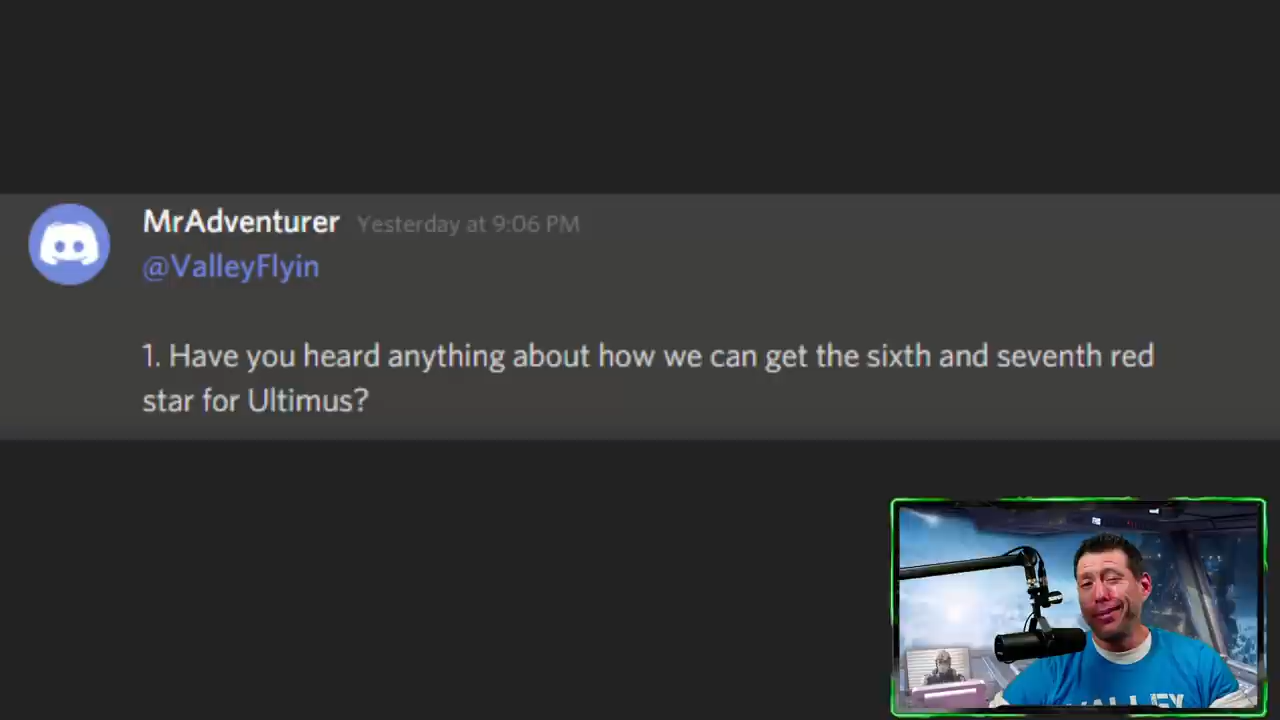 MrAdventurer Yesterday at 9:06 PM
@ValleyFlyin
1. Have you heard anything about how we can get the sixth and seventh red
star for Ultimus?
VALLEY